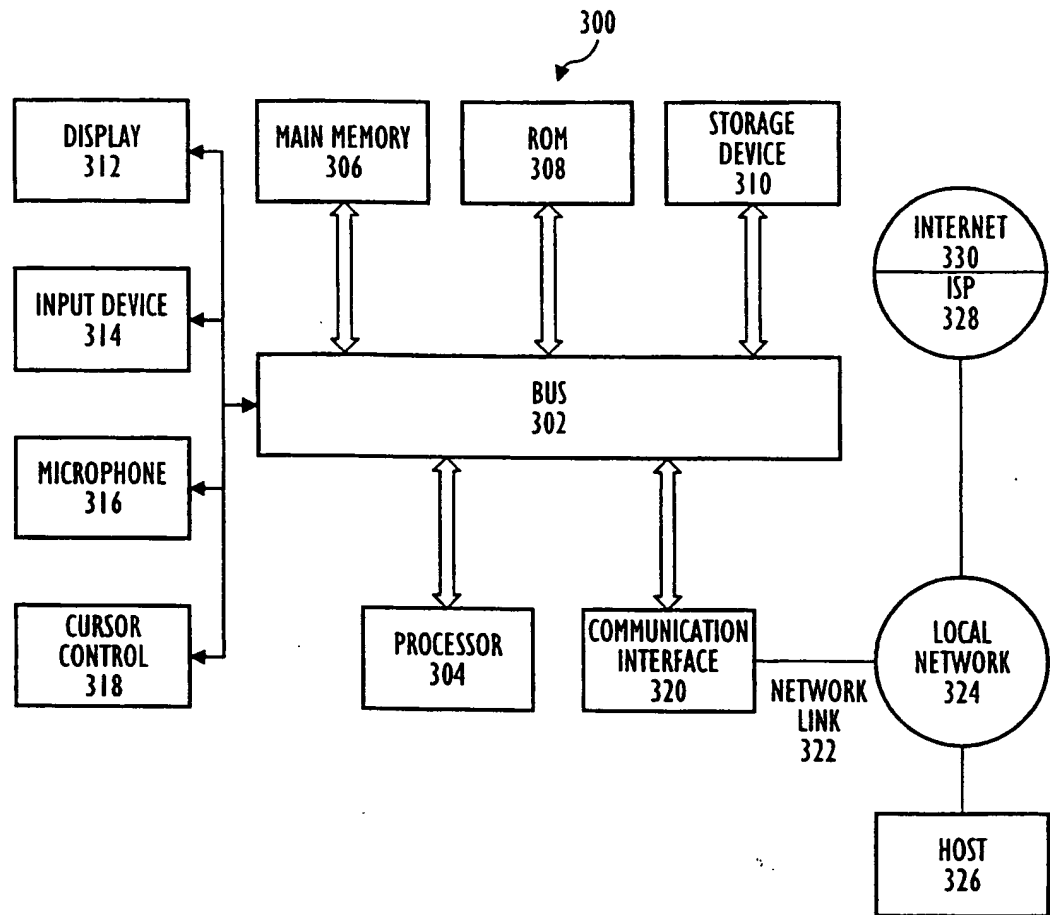 300
DISPLAY
312
MAIN MEMORY
306
ROM
308
STORAGE
DEVICE
310
INTERNET
330
ISP
328
INPUT DEVICE
314
BUS
302
MICROPHONE
316
CURSOR
CONTROL
318
PROCESSOR
304
COMMUNICATION
INTERFACE
320
NETWORK
LINK
322
LOCAL
NETWORK
324
HOST
326